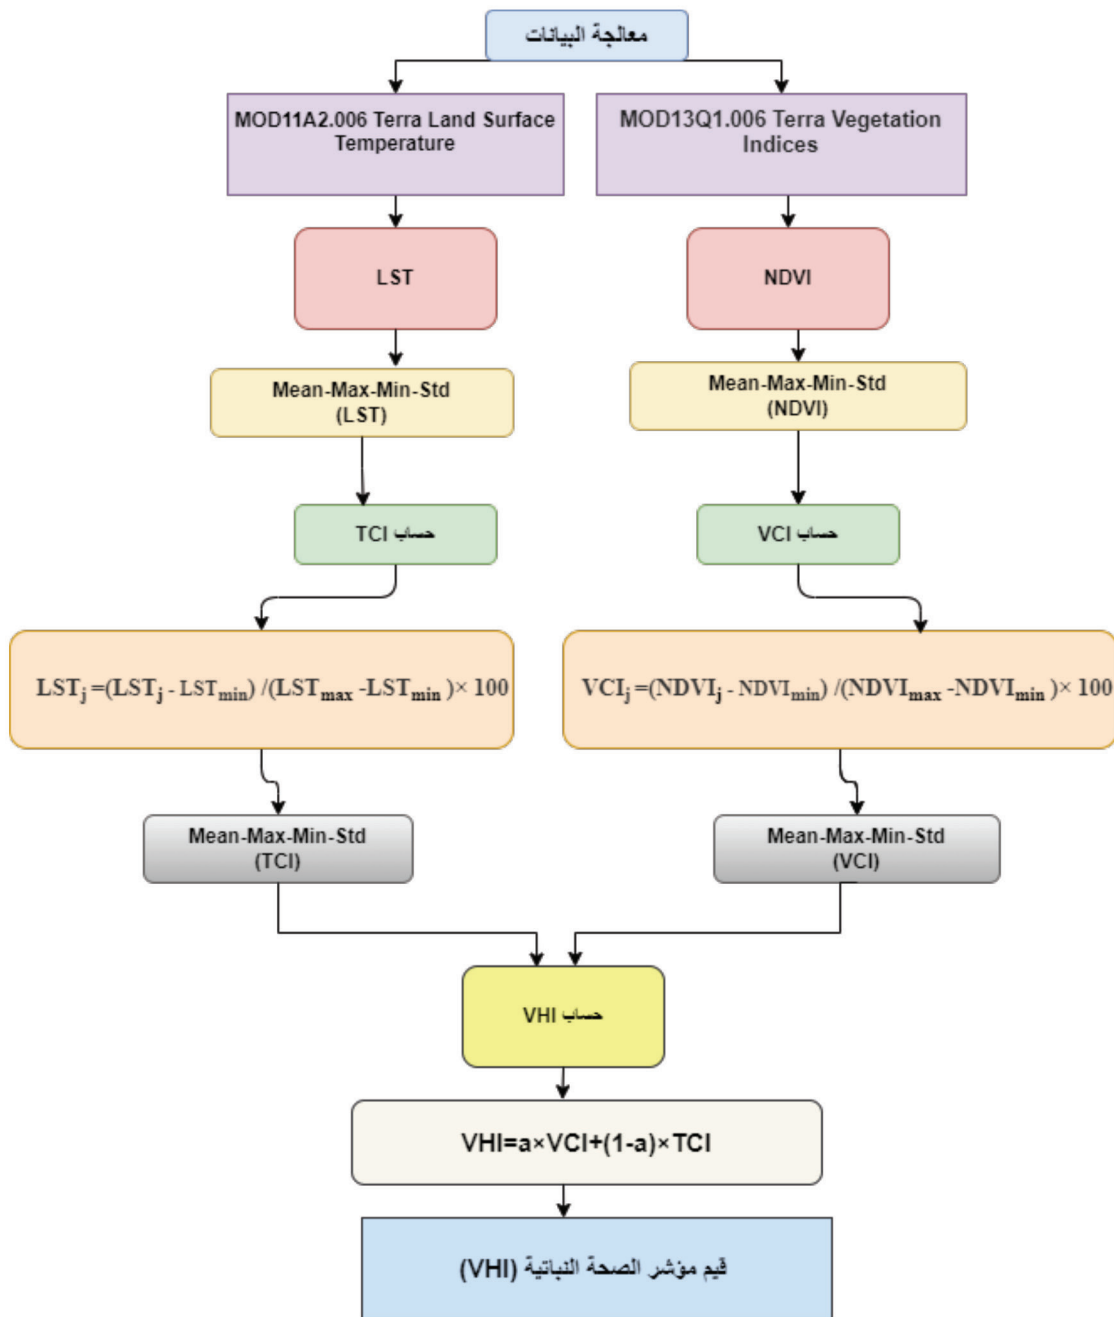 معالجة البيانات
MOD11A2.006 Terra Land Surface
Temperature
MOD13Q1.006 Terra Vegetation
Indices
LST
NDVI
Mean-Max-Min-Std
(LST)
Mean-Max-Min-Std
(NDVI)
حساب TCI
حساب VCI
LSTj =(LSTj - LSTmin) /(LSTmax -LSTmin )× 100
VCIj =(NDVIj - NDVImin) /(NDVImax -NDVImin )× 100
Mean-Max-Min-Std
(TCI)
Mean-Max-Min-Std
(VCI)
حساب VHI
VHI=a×VCI+(1-a)×TCI
قيم مؤشر الصحة النباتية (VHI)